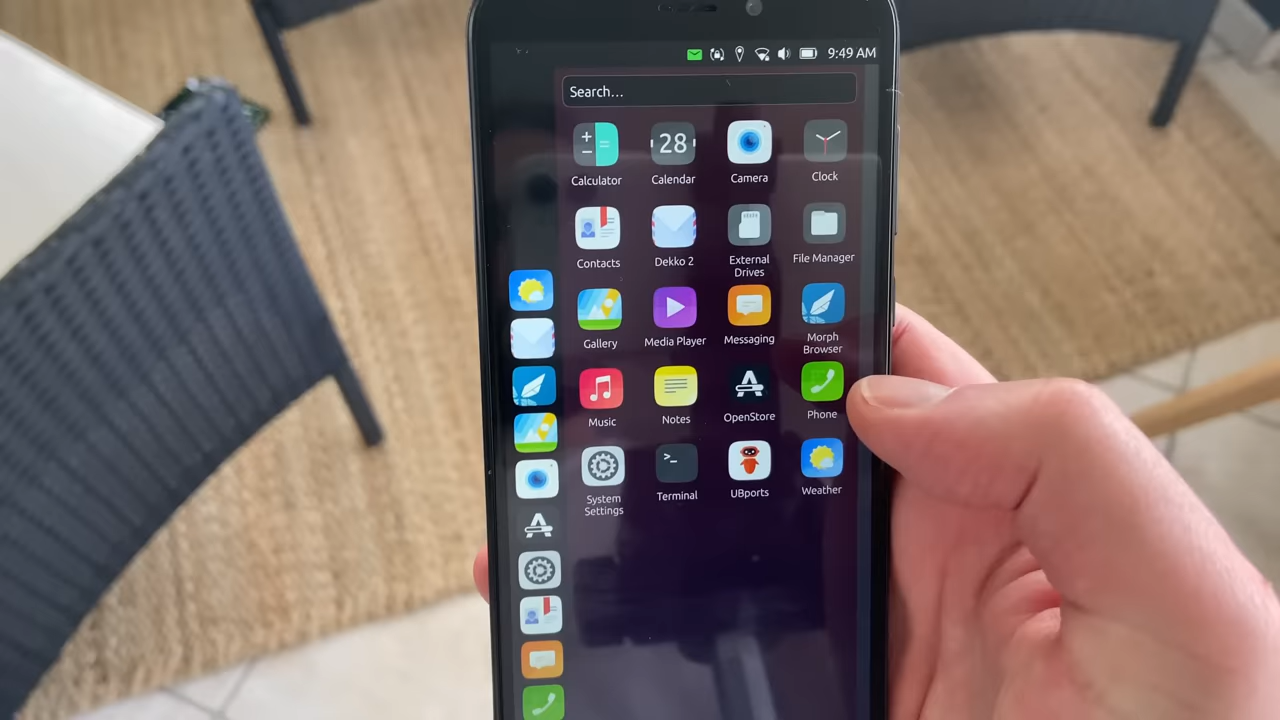 9:49 AM
Search...
28
Calculator
Calendar
Camera
Clock
Contacts
Dekko 2
External
Drives
File Manager
Gallery
Media Player
Messaging
Morph
Browser
Music
Notes
OpenStore
Phone
>_
System
Settings
Terminal
UBports
Weather